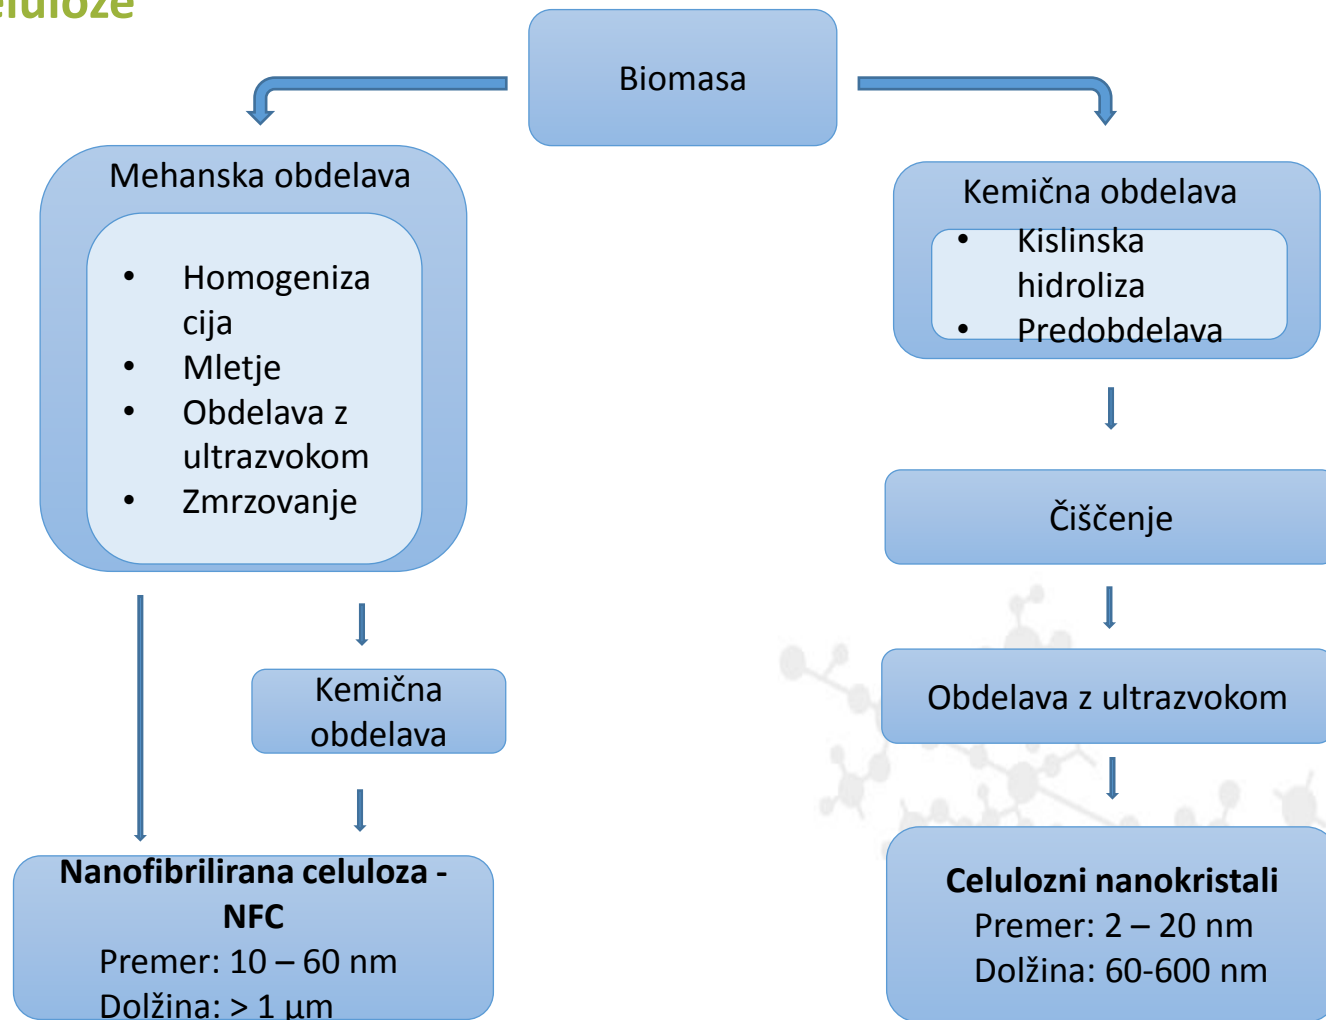 Biomasa
Mehanska obdelava
• Homogeniza
cija
• Mletje
• Obdelava z
ultrazvokom
• Zmrzovanje
Kemična
obdelava
Nanofibrilirana celuloza -
NFC
Premer: 10 – 60 nm
Dolžina: > 1 µm
Kemična obdelava
• Kislinska
hidroliza
• Predobdelava
Čiščenje
Obdelava z ultrazvokom
Celulozni nanokristali
Premer: 2 – 20 nm
Dolžina: 60-600 nm